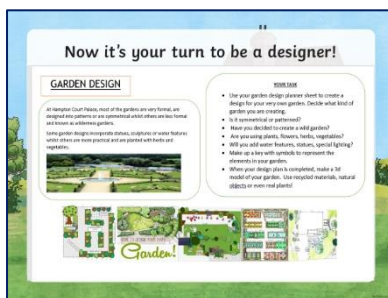 Now it's your turn to be a designer!
GARDEN DESIGN
At Hampton Court Palace, most of the gardens are very formal, are
designed into patterns or are symmetrical whilst others are less formal
and known as wilderness gardens.
Some garden designs incorporate statues, sculptures or water features
whilst others are more practical and are planted with herbs and
vegetables.
YOUR TASK
Use your garden design planner sheet to create a
design for your very own garden. Decide what kind of
garden you are creating.
Is it symmetrical or patterned?
Have you decided to create a wild garden?
Are you using plants, flowers, herbs, vegetables?
Will you add water features, statues, special lighting?
Make up a key with symbols to represent the
elements in your garden.
When your design plan is completed, make a 3d
model of your garden. Use recycled materials, natural
objects or even real plants!
Garden!